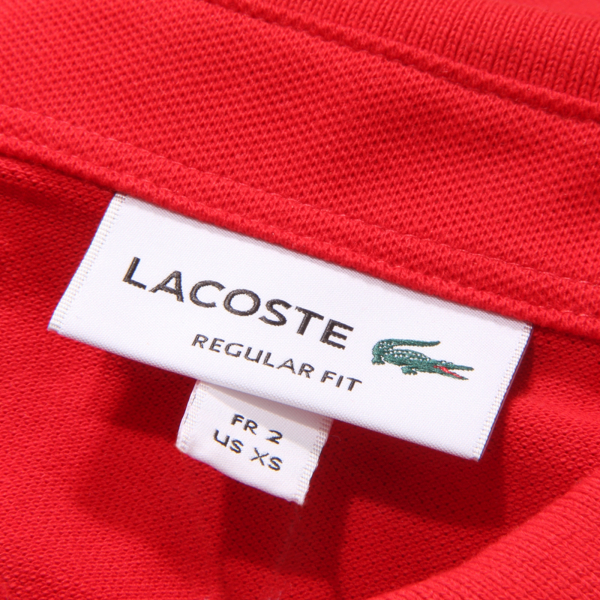 LACOSTE
REGULAR FIT
FR 2
US XS